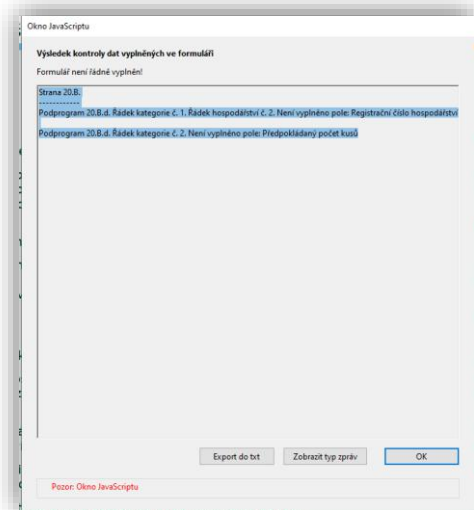 Okno JavaScriptu
Výsledek kontroly dat vyplněných ve formuláři
Formulář není řádně vyplněn!
Strana 20.B.
------------
Podprogram 20.B.d. Řádek kategorie č. 1. Řádek hospodářství č. 2. Není vyplněno pole: Registrační číslo hospodářství
Podprogram 20.B.d. Řádek kategorie č. 2. Není vyplněno pole: Předpokládaný počet kusů
Export do txt Zobrazit typ zpráv OK
Pozor: Okno JavaScriptu